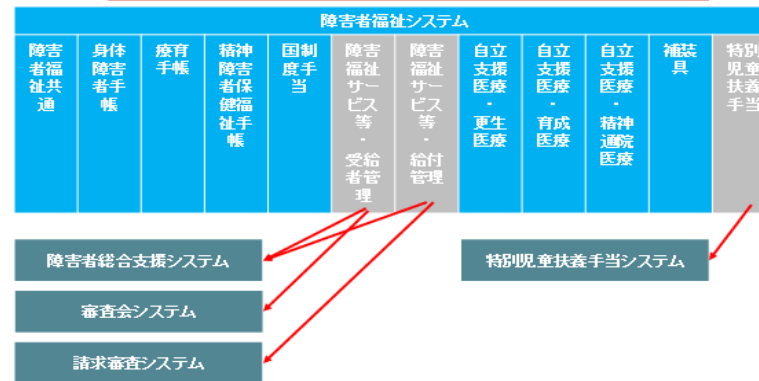 障害者福祉システム
障害
者福
祉共
通
身体
障害
者手
帳
療育
手帳
精神
障害
者保
健福
祉手
帳
国制
度手
当
障害
福祉
サー
ビス
等
・
受給
者管
理
障害
福祉
サー
ビス
等
・
給付
管理
自立
支援
医療
・
更生
医療
自立
支援
医療
・
育成
医療
自立
支援
医療
・
精神
通院
医療
補装
具
特別
児童
扶養
手当
障害者総合支援システム
特別児童扶養手当システム
審査会システム
請求審査システム